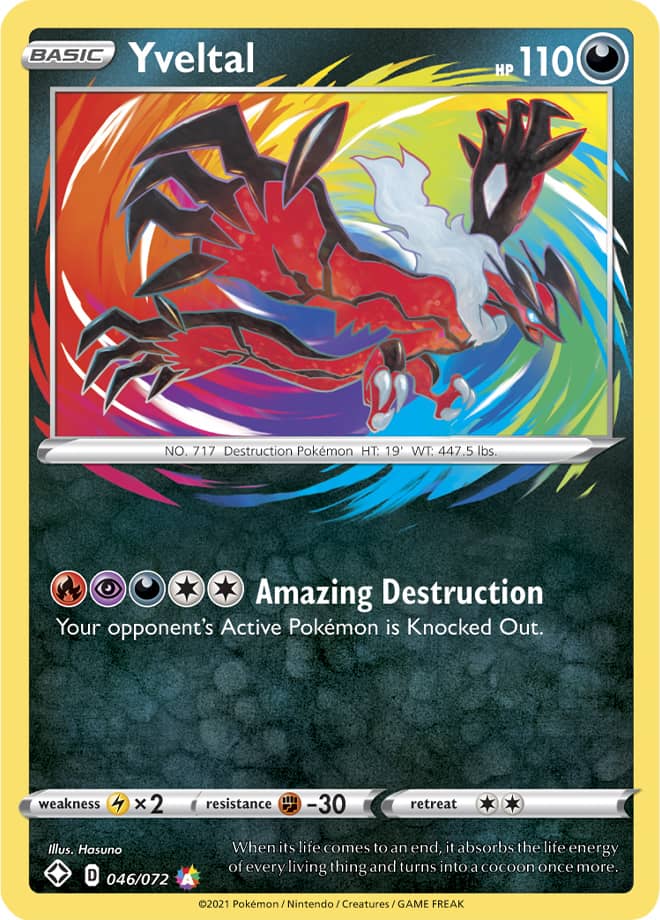 BASIC Yveltal HP 110
NO. 717 Destruction Pokémon HT: 19' WT: 447.5 lbs.
Amazing Destruction
Your opponent's Active Pokémon is Knocked Out.
weakness ×2 resistance -30 retreat
Illus. Hasuno
When its life comes to an end, it absorbs the life energy
of every living thing and turns into a cocoon once more.
D 046/072 A
©2021 Pokémon / Nintendo / Creatures / GAME FREAK